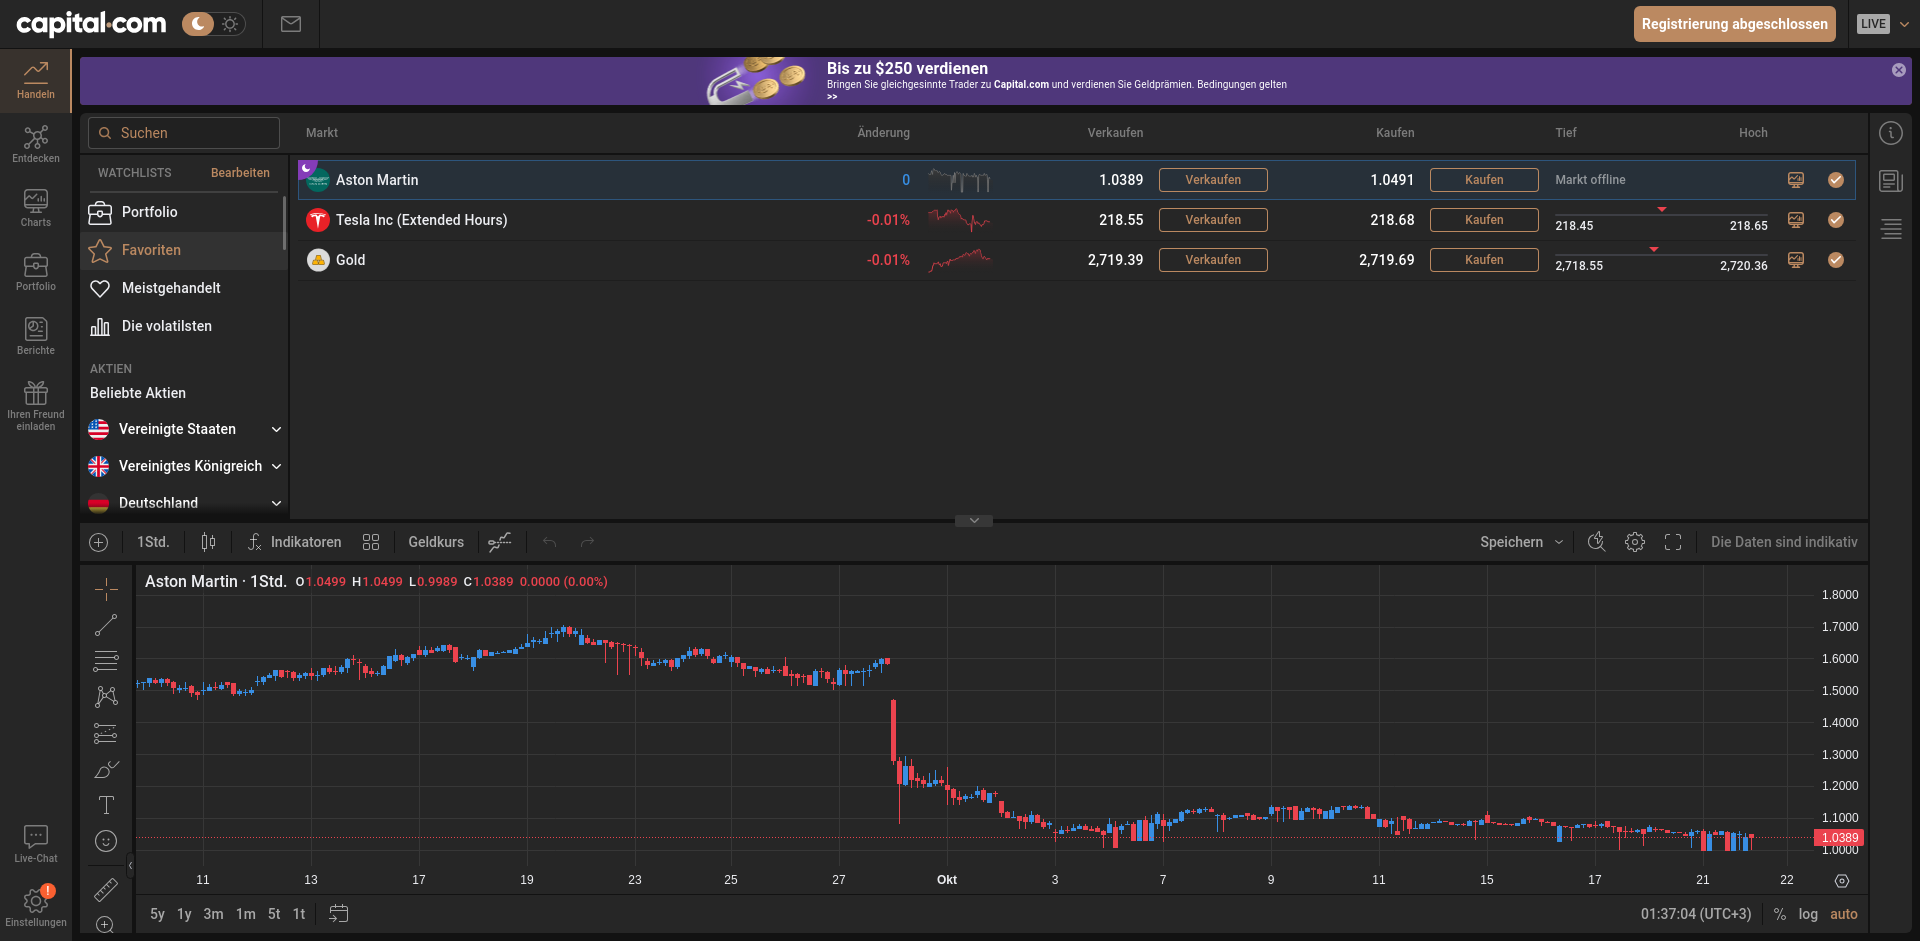 capital.com
Registrierung abgeschlossen
LIVE
Handeln
Entdecken
Charts
Portfolio
Berichte
Ihren Freund
einladen
Live-Chat
!
Einstellungen
Bis zu $250 verdienen
Bringen Sie gleichgesinnte Trader zu Capital.com und verdienen Sie Geldprämien. Bedingungen gelten
>>
Suchen
Markt Änderung Verkaufen Kaufen Tief Hoch
WATCHLISTS Bearbeiten
Portfolio
Favoriten
Meistgehandelt
Die volatilsten
AKTIEN
Beliebte Aktien
Vereinigte Staaten
Vereinigtes Königreich
Deutschland
Aston Martin 0 1.0389 Verkaufen 1.0491 Kaufen Markt offline
Tesla Inc (Extended Hours) -0.01% 218.55 Verkaufen 218.68 Kaufen 218.45 218.65
Gold -0.01% 2,719.39 Verkaufen 2,719.69 Kaufen 2,718.55 2,720.36
1Std. Indikatoren Geldkurs Speichern Die Daten sind indikativ
Aston Martin · 1Std. O1.0499 H1.0499 L0.9989 C1.0389 0.0000 (0.00%)
1.8000
1.7000
1.6000
1.5000
1.4000
1.3000
1.2000
1.1000
1.0389
1.0000
11 13 17 19 23 25 27 Okt 3 7 9 11 15 17 21 22
5y 1y 3m 1m 5t 1t 01:37:04 (UTC+3) % log auto